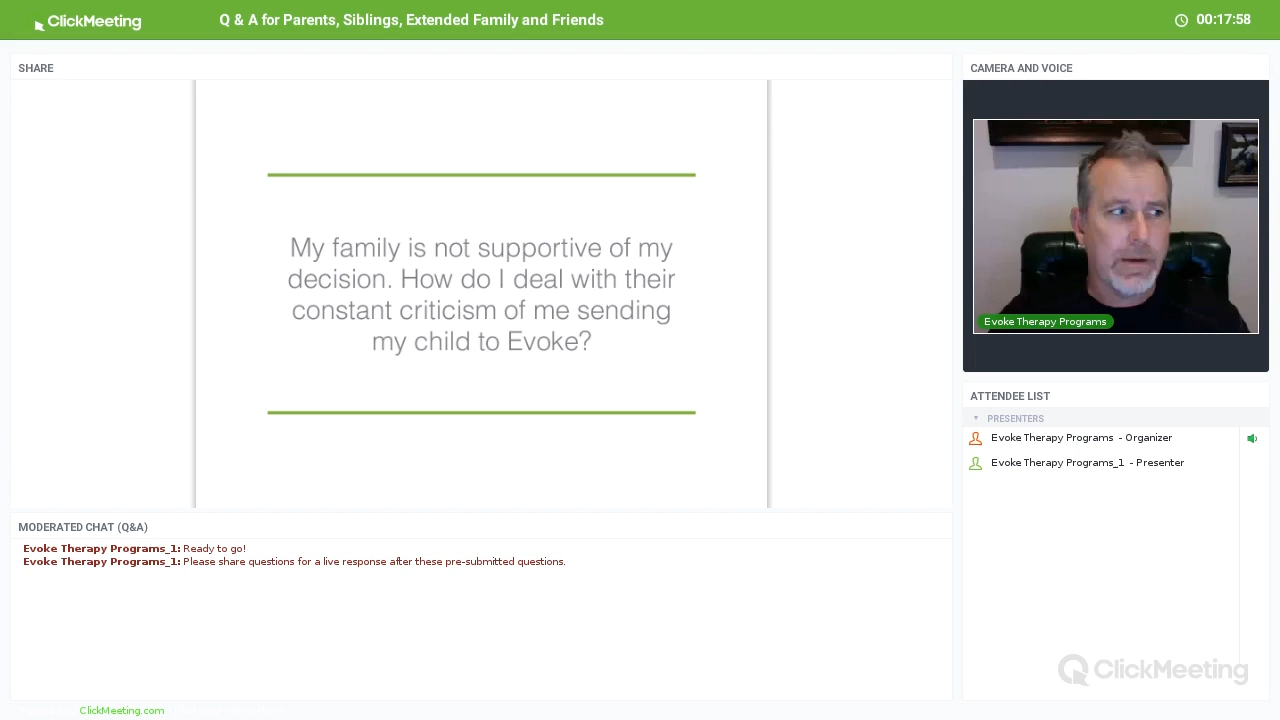 ClickMeeting
Q & A for Parents, Siblings, Extended Family and Friends
00:17:58
SHARE
My family is not supportive of my
decision. How do I deal with their
constant criticism of me sending
my child to Evoke?
CAMERA AND VOICE
Evoke Therapy Programs
ATTENDEE LIST
PRESENTERS
Evoke Therapy Programs - Organizer
Evoke Therapy Programs_1 - Presenter
MODERATED CHAT (Q&A)
Evoke Therapy Programs_1: Ready to go!
Evoke Therapy Programs_1: Please share questions for a live response after these pre-submitted questions.
ClickMeeting
ClickMeeting.com